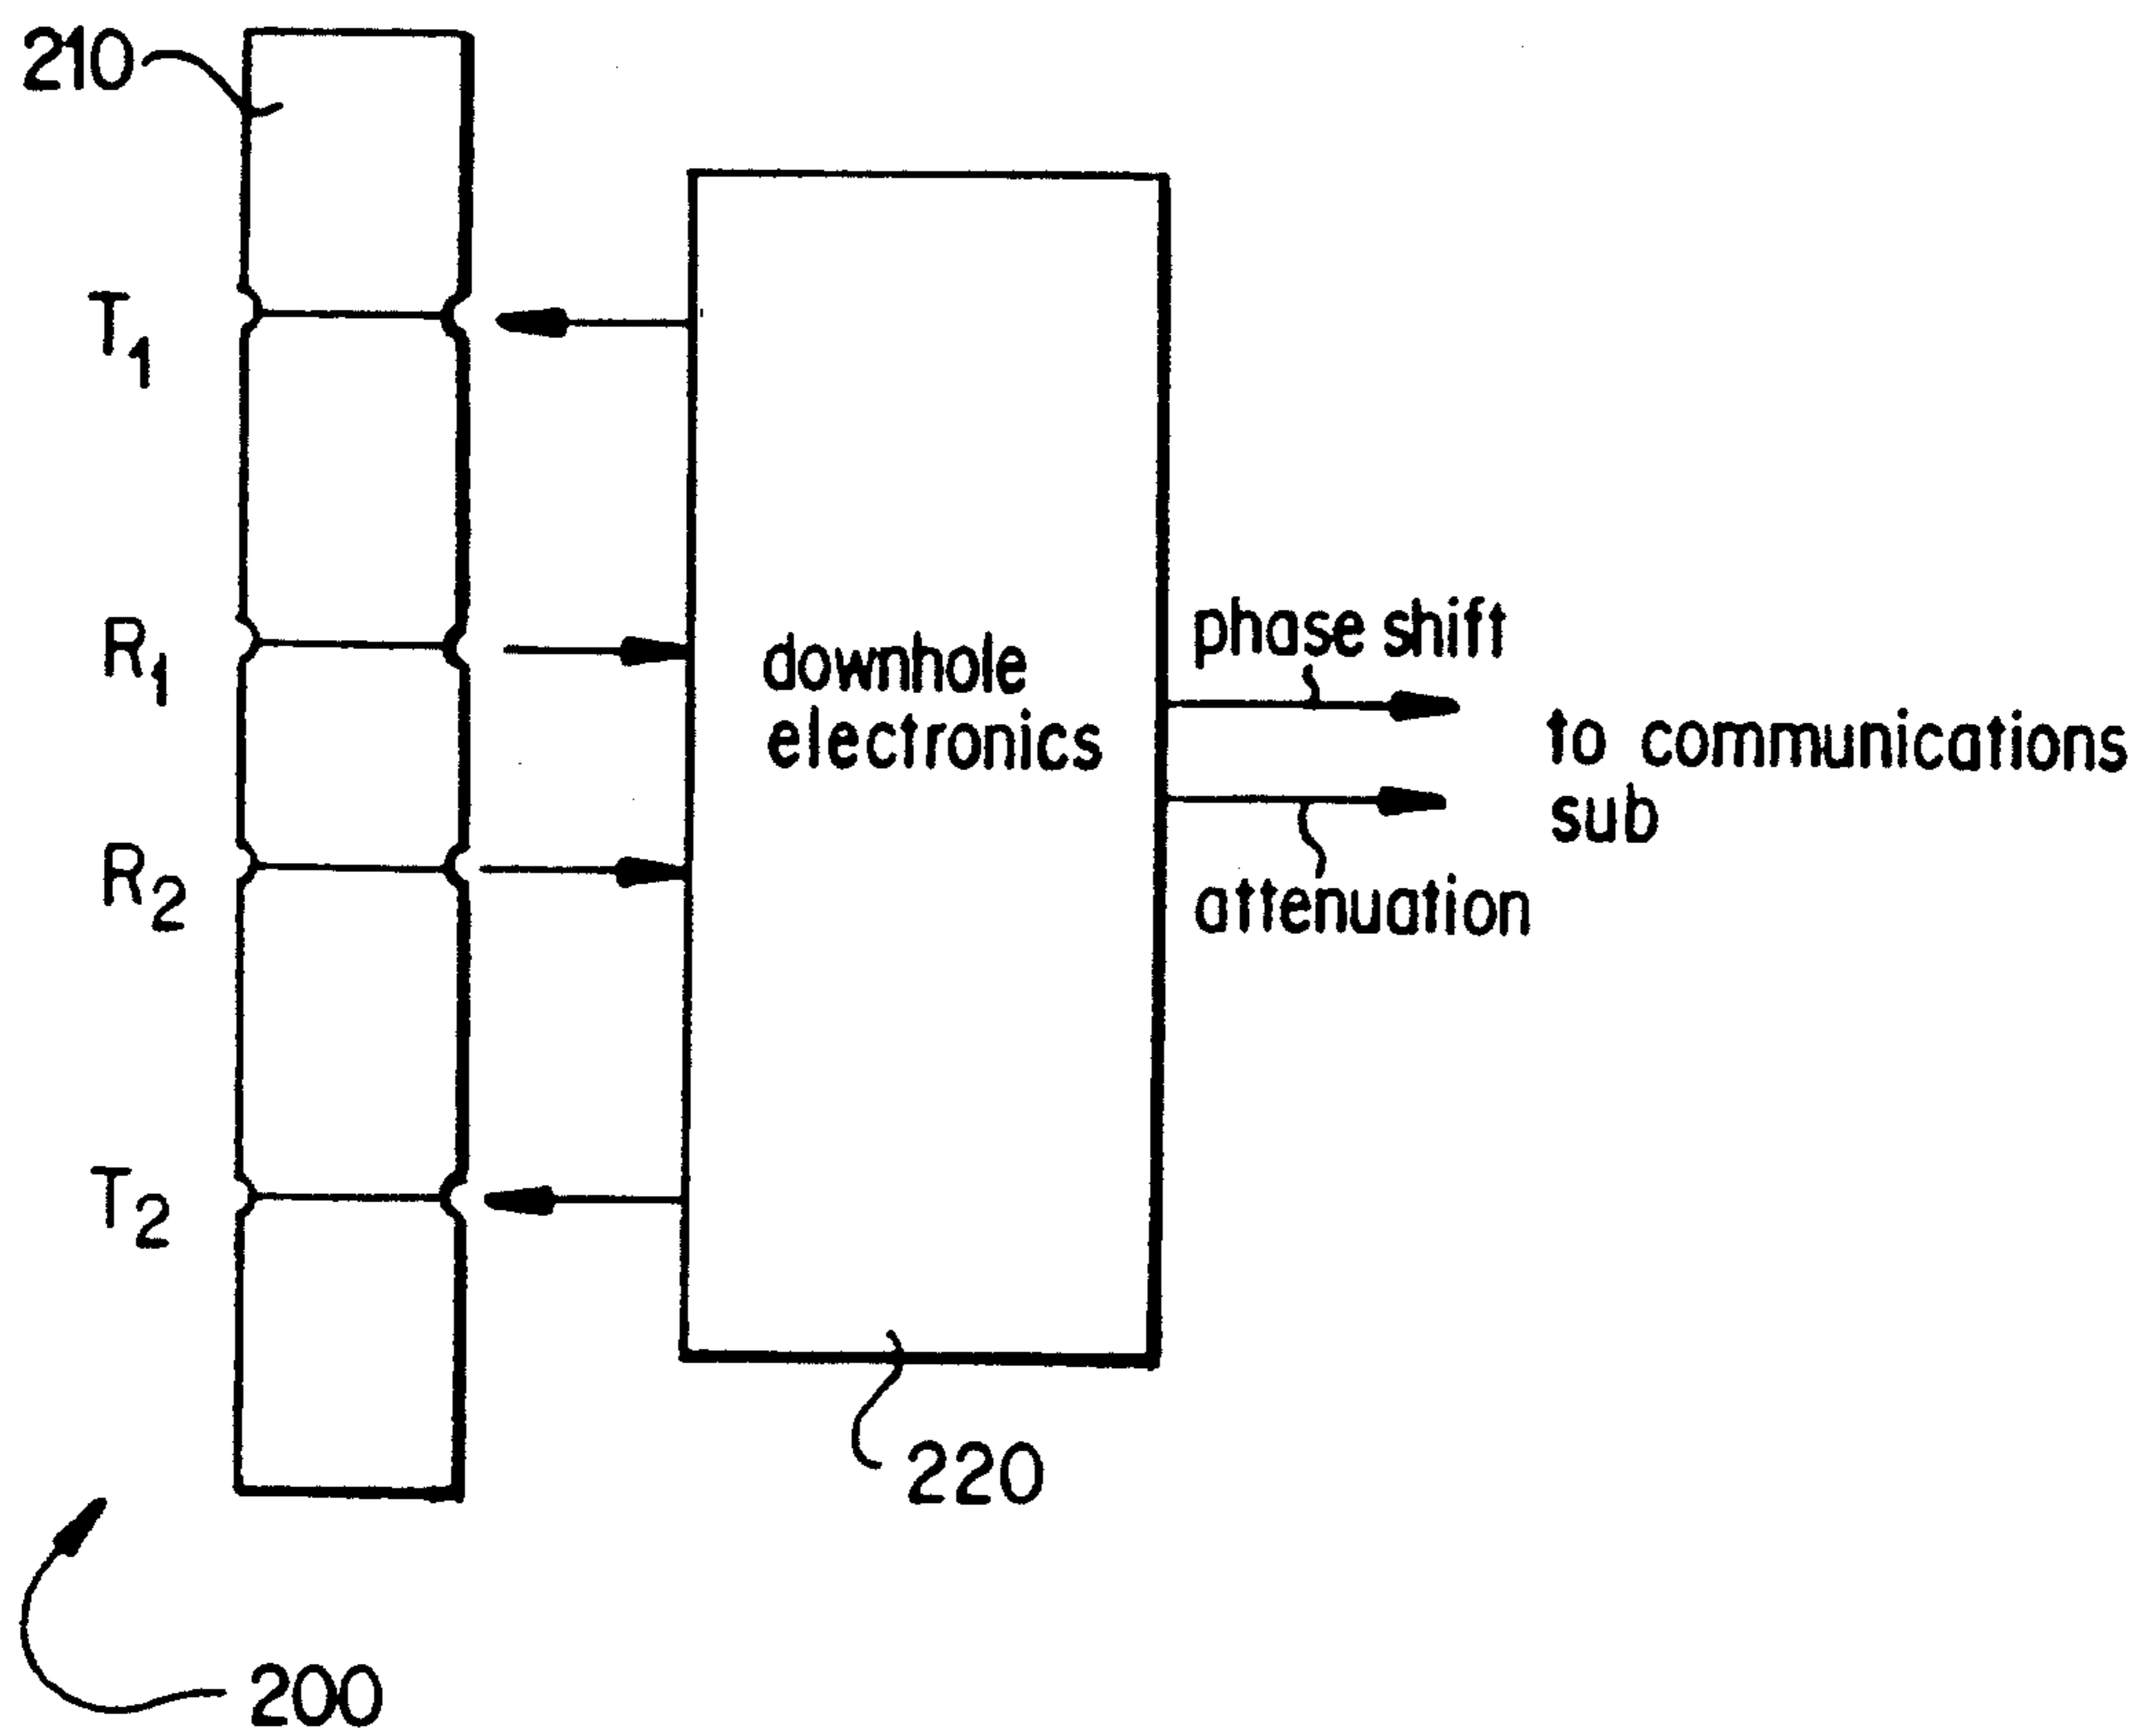 210
T1
R1
downhole
electronics
phase shift
to communications
sub
R2
attenuation
T2
220
200